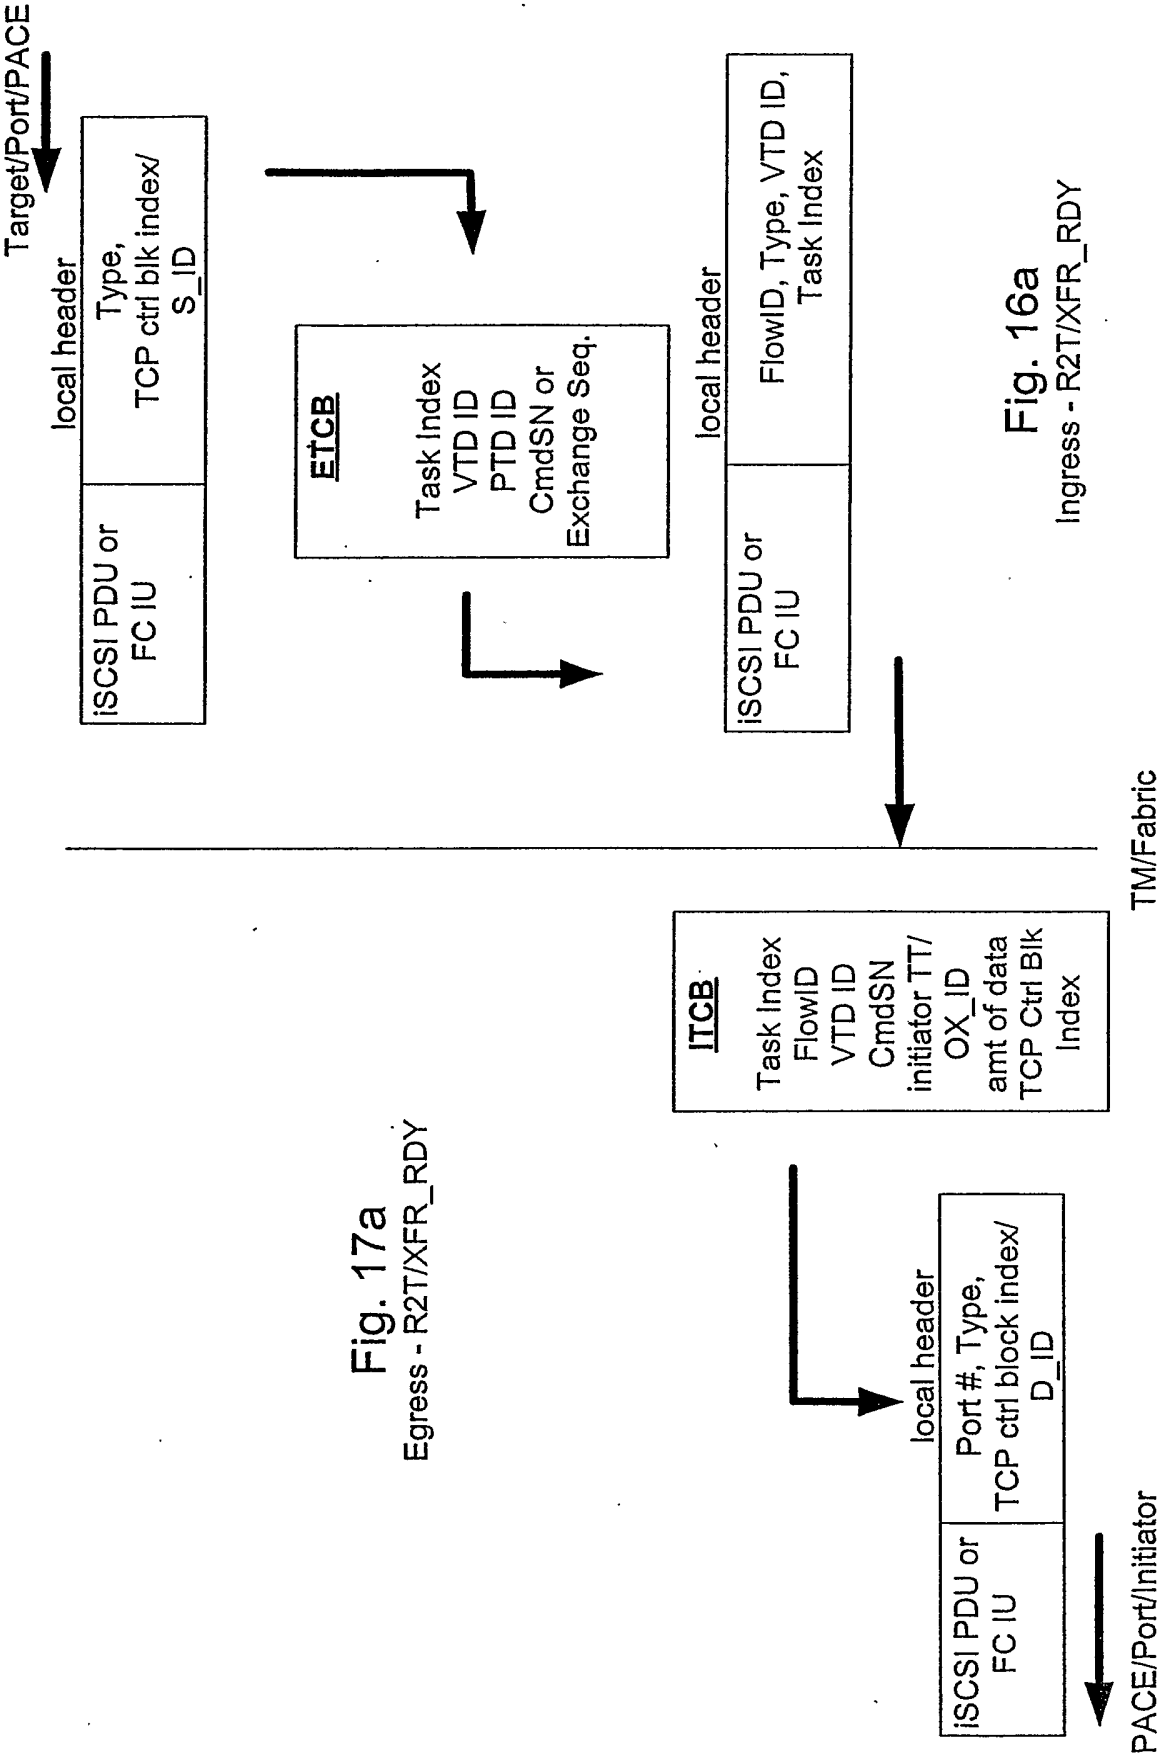 Target/Port/PACE
local header
iSCSI PDU or
FC IU
Type,
TCP ctrl blk index/
S_ID
ETCB
Task Index
VTD ID
PTD ID
CmdSN or
Exchange Seq.
local header
iSCSI PDU or
FC IU
FlowID, Type, VTD ID,
Task Index
Fig. 16a
Ingress - R2T/XFR_RDY
TM/Fabric
ITCB
Task Index
FlowID
VTD ID
CmdSN
initiator TT/
OX_ID
amt of data
TCP Ctrl Blk
Index
Fig. 17a
Egress - R2T/XFR_RDY
local header
iSCSI PDU or
FC IU
Port #, Type,
TCP ctrl block index/
D_ID
PACE/Port/Initiator